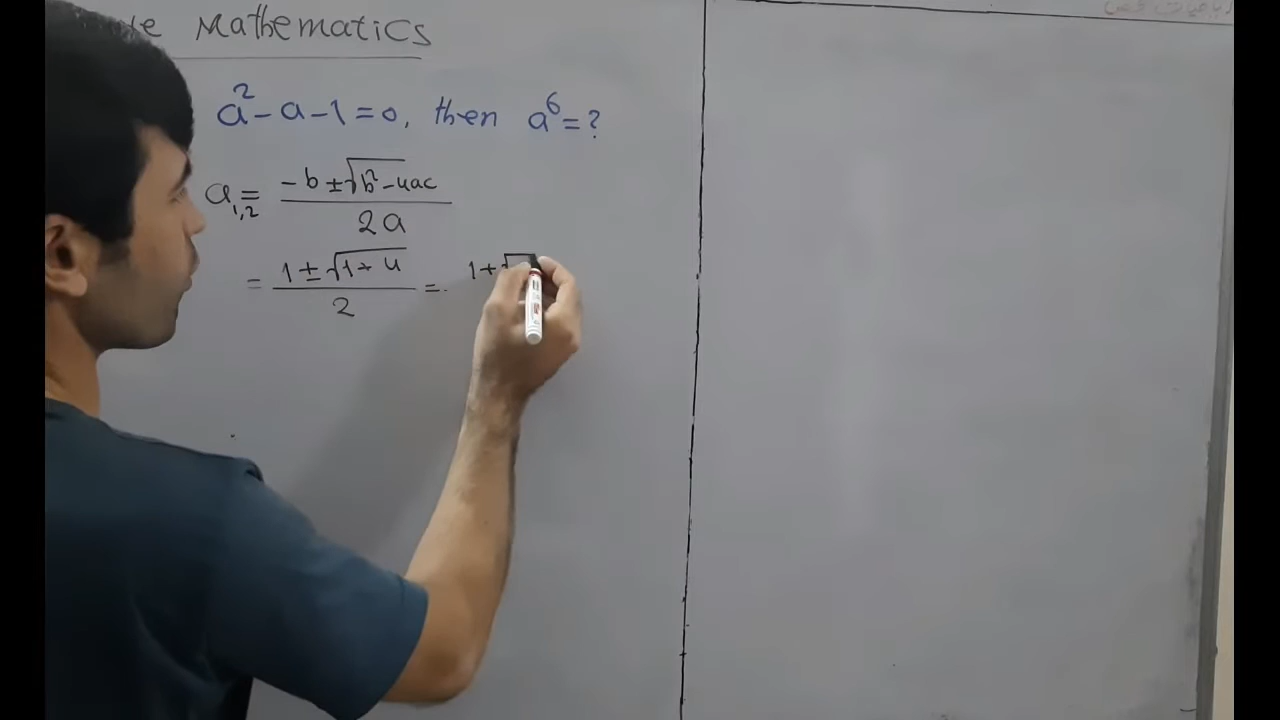 Mathematics
a² - a - 1 = 0, then a⁶ = ?
a₁,₂ = (-b ± √b² - 4ac) / 2a
= (1 ± √1 + 4) / 2 = 1 + √